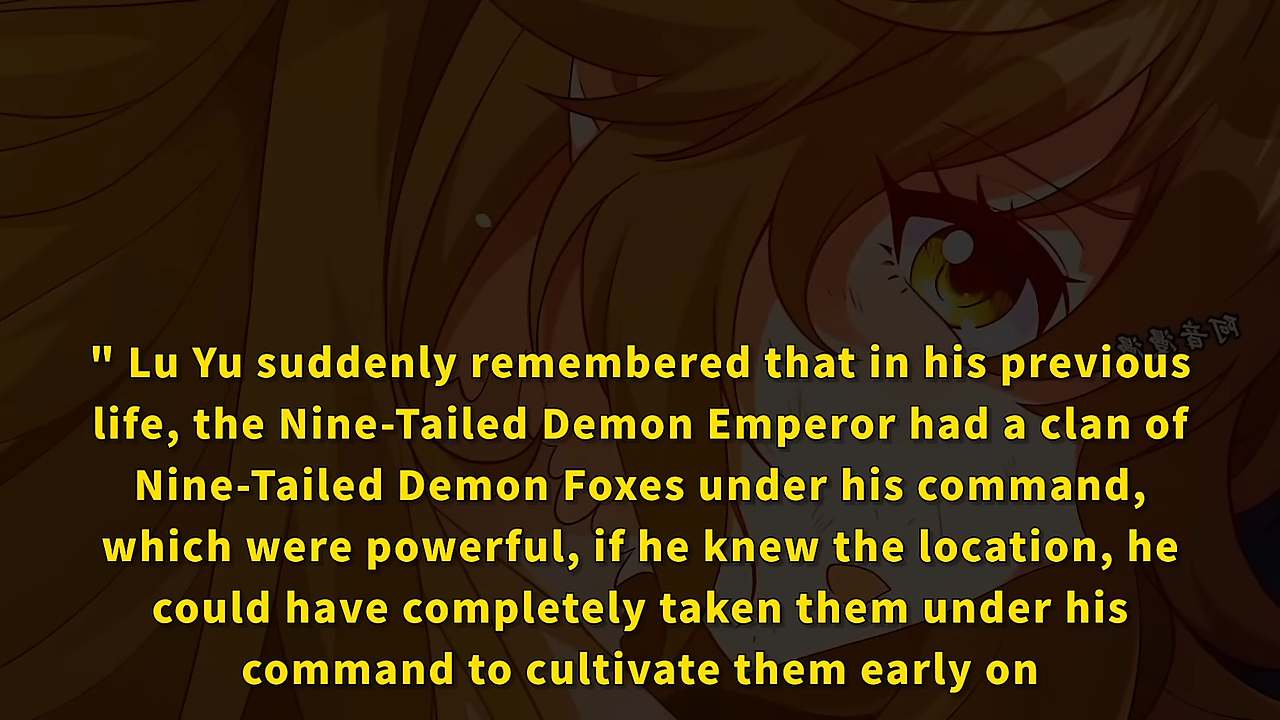 " Lu Yu suddenly remembered that in his previous
life, the Nine-Tailed Demon Emperor had a clan of
Nine-Tailed Demon Foxes under his command,
which were powerful, if he knew the location, he
could have completely taken them under his
command to cultivate them early on